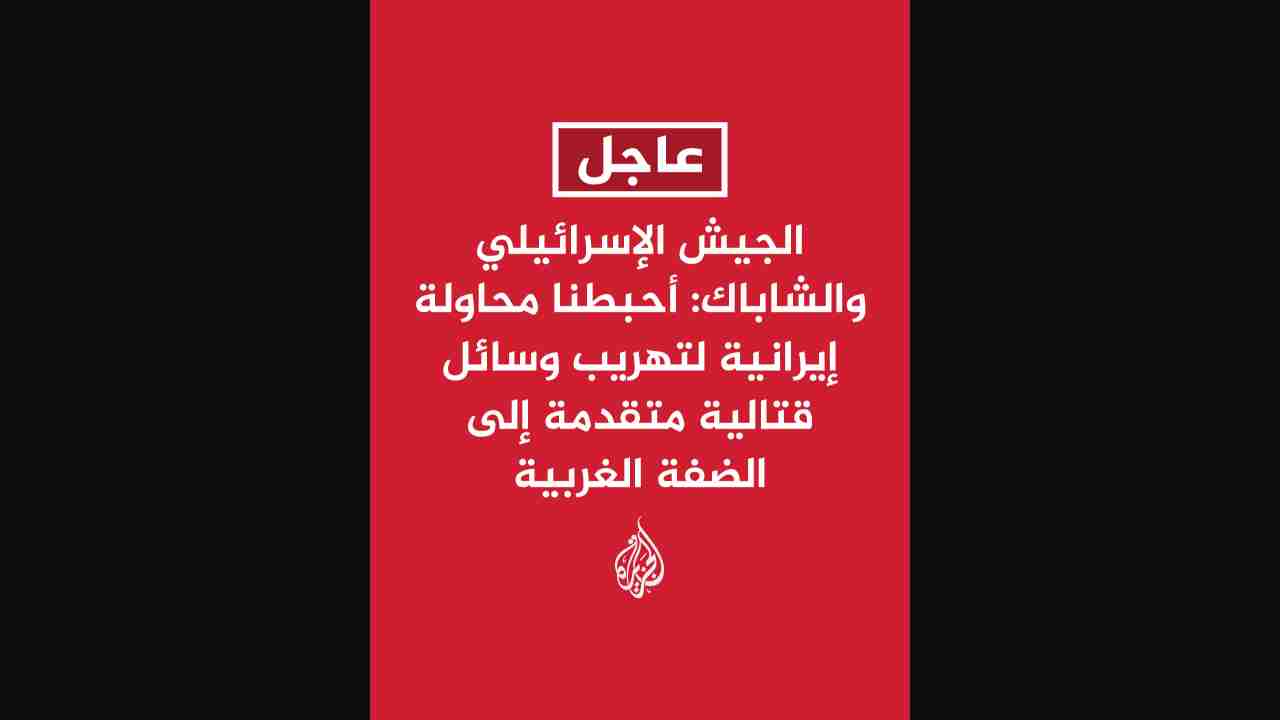 عاجل
الجيش الإسرائيلي
والشاباك: أحبطنا محاولة
إيرانية لتهريب وسائل
قتالية متقدمة إلى
الضفة الغربية
الجزيرة